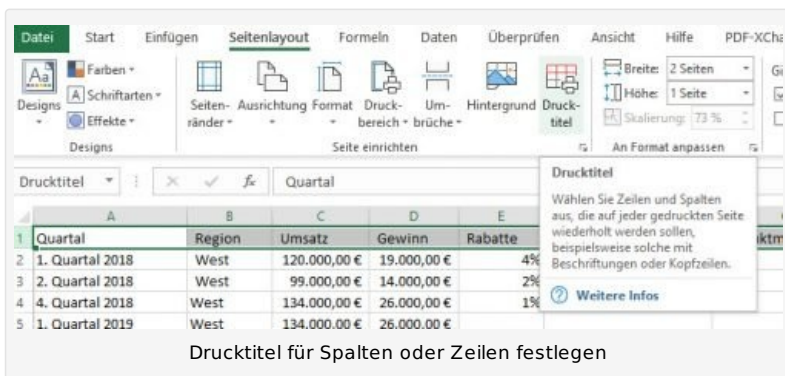 Datei Start Einfügen Seitenlayout Formeln Daten Überprüfen Ansicht Hilfe PDF-XCha
Designs
Farben
Schriftarten
Effekte
Seiten-
ränder
Ausrichtung
Format
Druck-
bereich
Um-
brüche
Hintergrund
Druck-
titel
Breite: 2 Seiten
Höhe: 1 Seite
Skalierung: 73 %
Designs Seite einrichten An Format anpassen
Drucktitel fx Quartal
A B C D E
1 Quartal Region Umsatz Gewinn Rabatte
2 1. Quartal 2018 West 120.000,00 € 19.000,00 € 4%
3 2. Quartal 2018 West 99.000,00 € 14.000,00 € 2%
4 4. Quartal 2018 West 134.000,00 € 26.000,00 € 1%
5 1. Quartal 2019 West 134.000,00 € 26.000,00 €
Drucktitel
Wählen Sie Zeilen und Spalten
aus, die auf jeder gedruckten Seite
wiederholt werden sollen,
beispielsweise solche mit
Beschriftungen oder Kopfzeilen.
Weitere Infos
Drucktitel für Spalten oder Zeilen festlegen